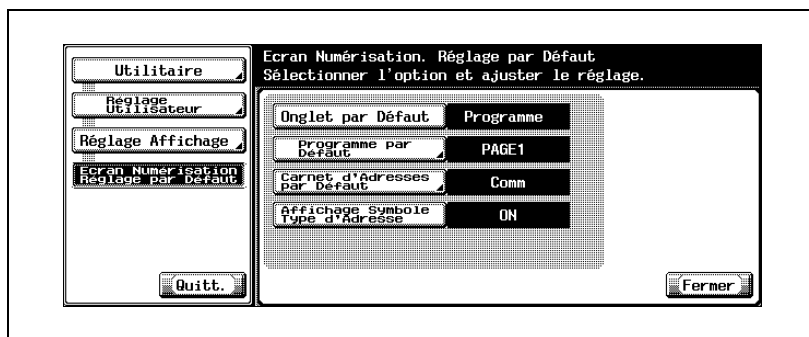 Utilitaire
Réglage
Utilisateur
Réglage Affichage
Ecran Numérisation
Réglage par Défaut
Quitt.
Ecran Numérisation. Réglage par Défaut
Sélectionner l'option et ajuster le réglage.
Onglet par Défaut Programme
Programme par
Défaut
PAGE1
Carnet d'Adresses
par Défaut
Comm
Affichage Symbole
Type d'Adresse
ON
Fermer